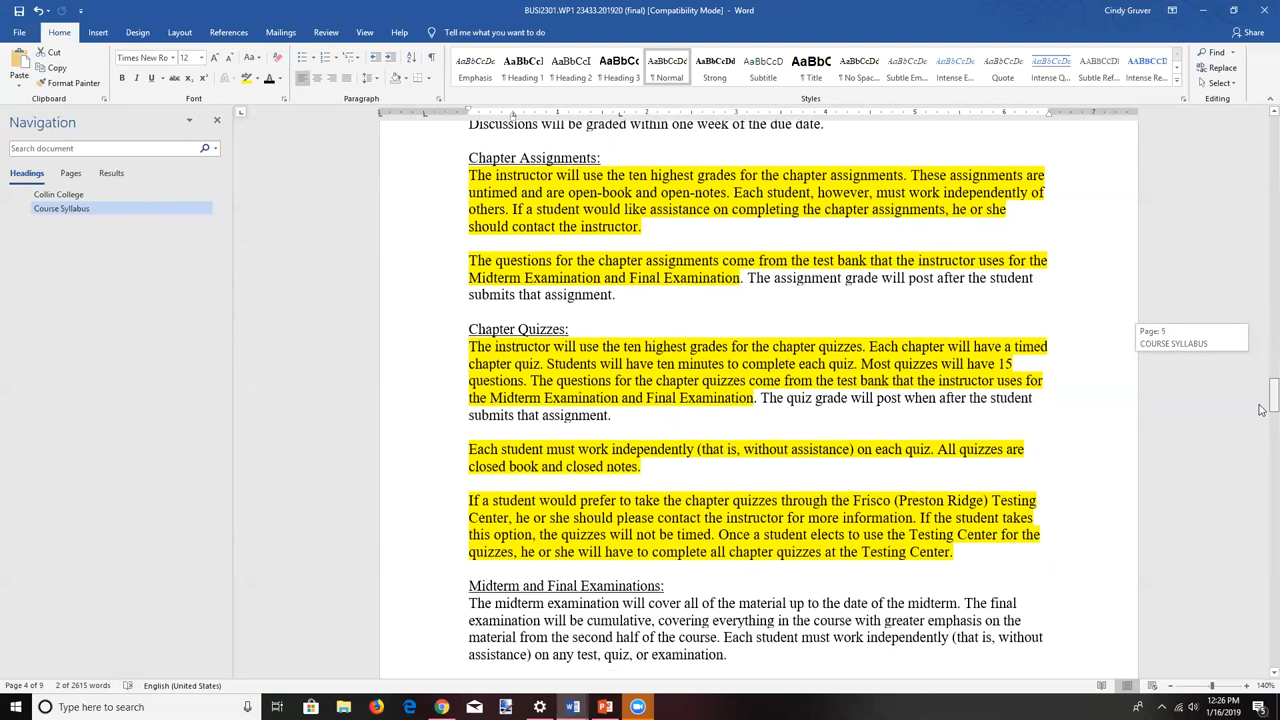 BUSI2301.WP1 23433.201920 (final) [Compatibility Mode] - Word
Cindy Gruver
File Home Insert Design Layout References Mailings Review View Help Tell me what you want to do
Share
Paste
Cut
Copy
Format Painter
Times New Ro 12
Clipboard Font Paragraph Styles Editing
Emphasis ¶ Heading 1 ¶ Heading 2 ¶ Heading 3 ¶ Normal Strong Subtitle ¶ Title ¶ No Spac... Subtle Em... Intense E... Quote Intense Q... Subtle Ref... Intense Re...
Find
Replace
Select
Navigation
Search document
Headings Pages Results
Collin College
Course Syllabus
Discussions will be graded within one week of the due date.
Chapter Assignments:
The instructor will use the ten highest grades for the chapter assignments. These assignments are
untimed and are open-book and open-notes. Each student, however, must work independently of
others. If a student would like assistance on completing the chapter assignments, he or she
should contact the instructor.
The questions for the chapter assignments come from the test bank that the instructor uses for the
Midterm Examination and Final Examination. The assignment grade will post after the student
submits that assignment.
Chapter Quizzes:
The instructor will use the ten highest grades for the chapter quizzes. Each chapter will have a timed
chapter quiz. Students will have ten minutes to complete each quiz. Most quizzes will have 15
questions. The questions for the chapter quizzes come from the test bank that the instructor uses for
the Midterm Examination and Final Examination. The quiz grade will post when after the student
submits that assignment.
Each student must work independently (that is, without assistance) on each quiz. All quizzes are
closed book and closed notes.
If a student would prefer to take the chapter quizzes through the Frisco (Preston Ridge) Testing
Center, he or she should please contact the instructor for more information. If the student takes
this option, the quizzes will not be timed. Once a student elects to use the Testing Center for the
quizzes, he or she will have to complete all chapter quizzes at the Testing Center.
Midterm and Final Examinations:
The midterm examination will cover all of the material up to the date of the midterm. The final
examination will be cumulative, covering everything in the course with greater emphasis on the
material from the second half of the course. Each student must work independently (that is, without
assistance) on any test, quiz, or examination.
Page: 5
COURSE SYLLABUS
Page 4 of 9 2 of 2615 words English (United States) 140%
Type here to search
12:26 PM
1/16/2019